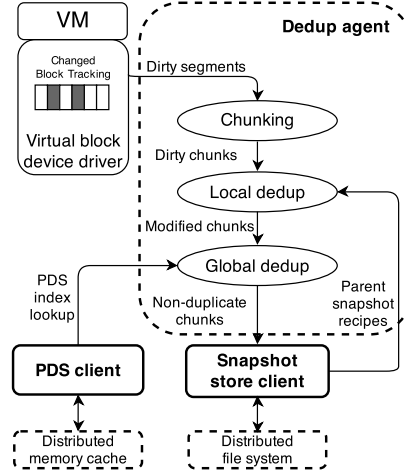 VM
Dedup agent
Changed
Block Tracking
Virtual block
device driver
Dirty segments
Chunking
Dirty chunks
Local dedup
Modified chunks
Global dedup
PDS
index
lookup
Non-duplicate
chunks
Parent
snapshot
recipes
PDS client
Snapshot
store client
Distributed
memory cache
Distributed
file system